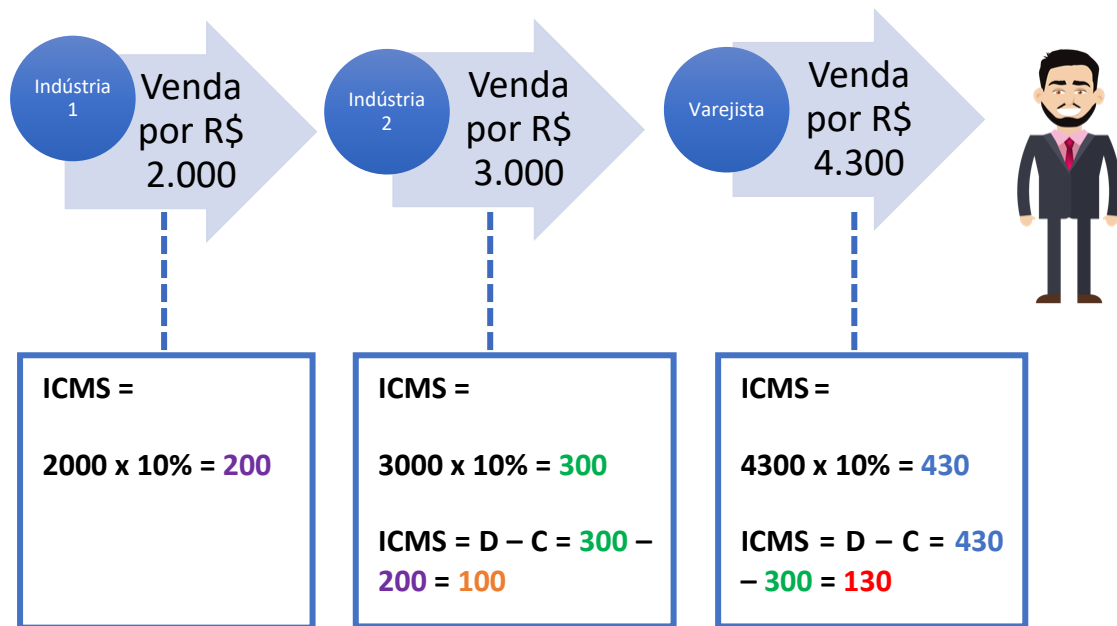 Indústria
1
Venda
por R$
2.000
Indústria
2
Venda
por R$
3.000
Varejista
Venda
por R$
4.300
ICMS =
2000 x 10% = 200
ICMS =
3000 x 10% = 300
ICMS = D – C = 300 –
200 = 100
ICMS =
4300 x 10% = 430
ICMS = D – C = 430
– 300 = 130